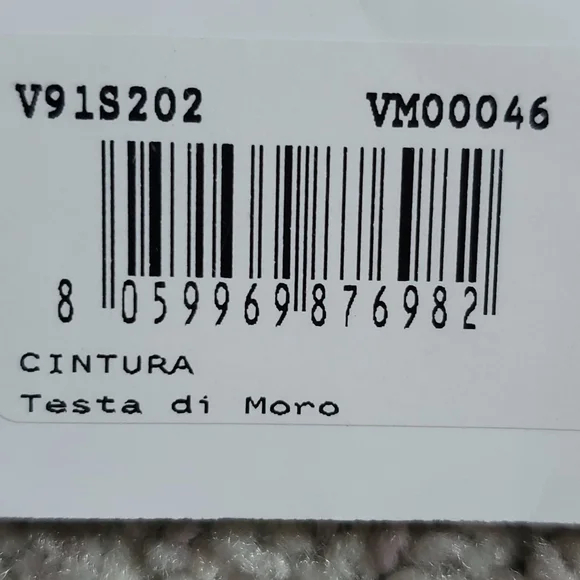 V91S202 VM00046
8 059969 876982
CINTURA
Testa di Moro